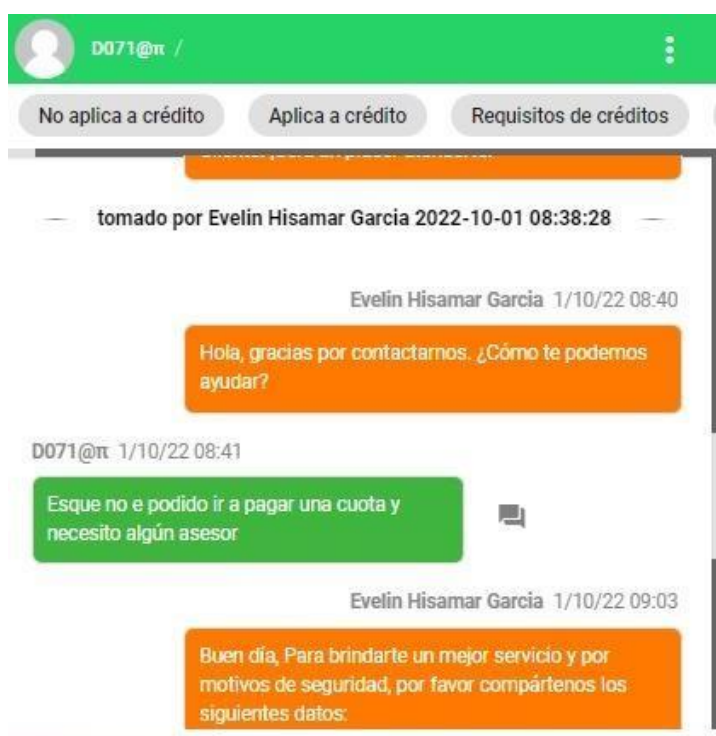 D071@π /
No aplica a crédito Aplica a crédito Requisitos de créditos
tomado por Evelin Hisamar Garcia 2022-10-01 08:38:28
Evelin Hisamar Garcia 1/10/22 08:40
Hola, gracias por contactarnos. ¿Cómo te podemos
ayudar?
D071@π 1/10/22 08:41
Esque no e podido ir a pagar una cuota y
necesito algún asesor
Evelin Hisamar Garcia 1/10/22 09:03
Buen día, Para brindarte un mejor servicio y por
motivos de seguridad, por favor compártenos los
siguientes datos: